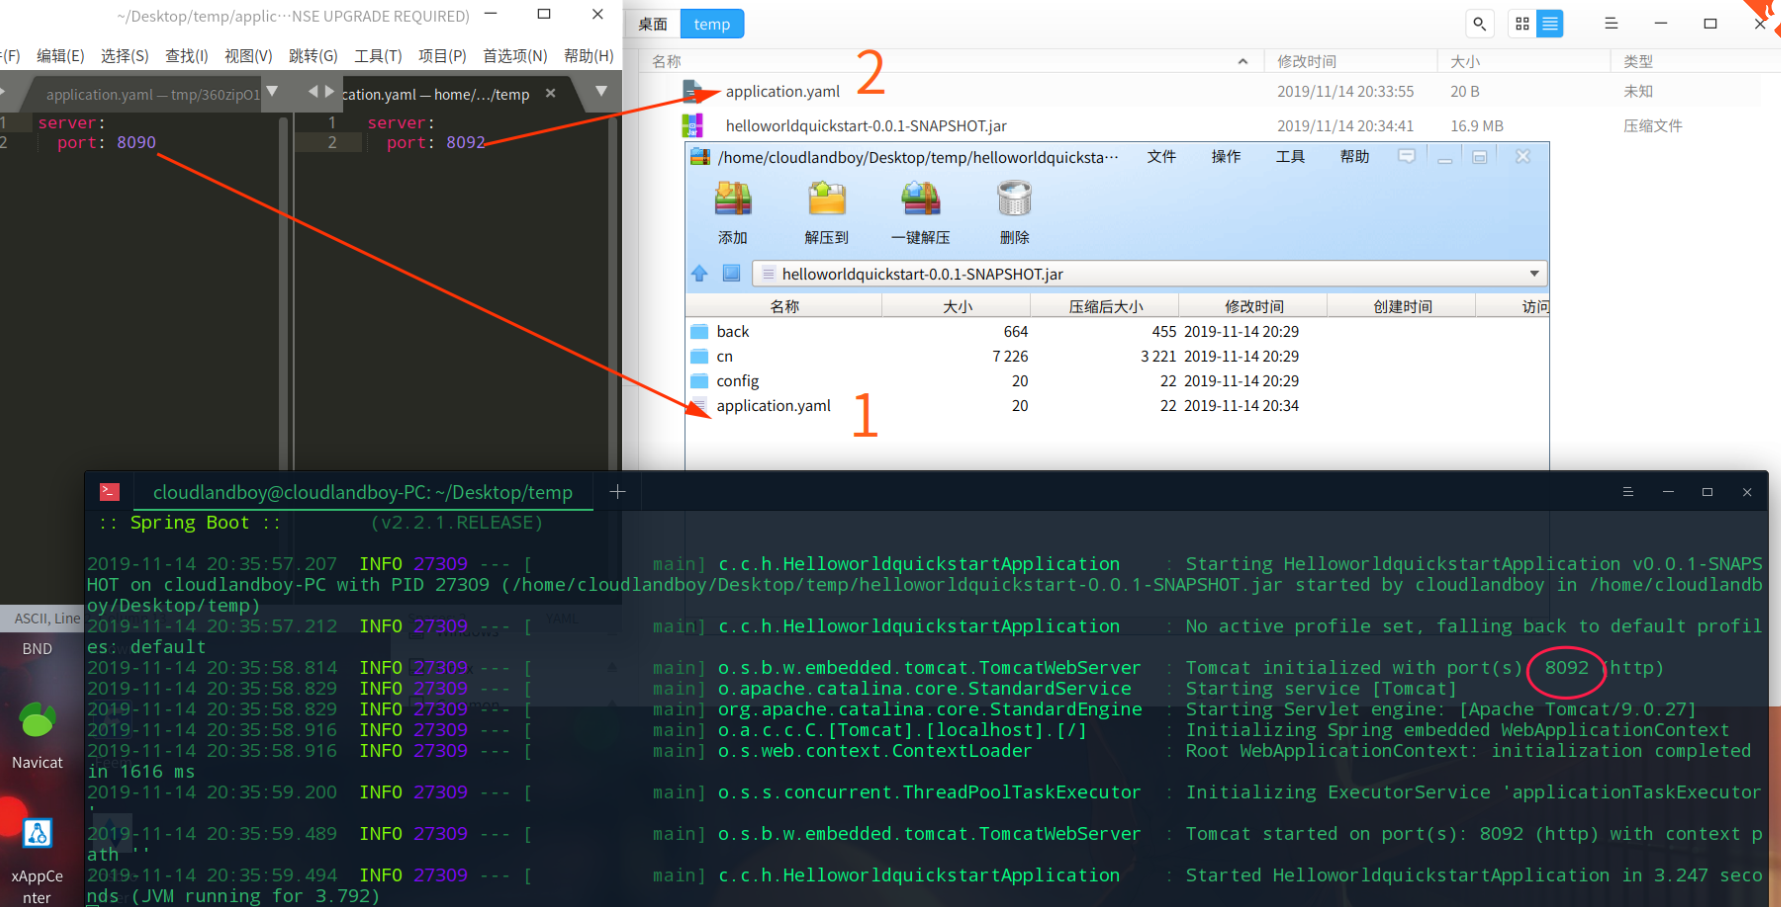 ~/Desktop/temp/applic···NSE UPGRADE REQUIRED)
(F) 编辑(E) 选择(S) 查找(I) 视图(V) 跳转(G) 工具(T) 项目(P) 首选项(N) 帮助(H)
application.yaml — tmp/360zipO1
cation.yaml — home/…/temp
1 server:
2 port: 8090
1 server:
2 port: 8092
桌面 temp
名称 修改时间 大小 类型
application.yaml 2019/11/14 20:33:55 20 B 未知
2
helloworldquickstart-0.0.1-SNAPSHOT.jar 2019/11/14 20:34:41 16.9 MB 压缩文件
/home/cloudlandboy/Desktop/temp/helloworldquicksta··· 文件 操作 工具 帮助
添加 解压到 一键解压 删除
helloworldquickstart-0.0.1-SNAPSHOT.jar
名称 大小 压缩后大小 修改时间 创建时间 访问
back 664 455 2019-11-14 20:29
cn 7 226 3 221 2019-11-14 20:29
config 20 22 2019-11-14 20:29
application.yaml 20 22 2019-11-14 20:34
1
cloudlandboy@cloudlandboy-PC: ~/Desktop/temp
:: Spring Boot :: (v2.2.1.RELEASE)
2019-11-14 20:35:57.207 INFO 27309 --- [ main] c.c.h.HelloworldquickstartApplication : Starting HelloworldquickstartApplication v0.0.1-SNAPS
HOT on cloudlandboy-PC with PID 27309 (/home/cloudlandboy/Desktop/temp/helloworldquickstart-0.0.1-SNAPSHOT.jar started by cloudlandboy in /home/cloudlandb
oy/Desktop/temp)
2019-11-14 20:35:57.212 INFO 27309 --- [ main] c.c.h.HelloworldquickstartApplication : No active profile set, falling back to default profil
es: default
2019-11-14 20:35:58.814 INFO 27309 --- [ main] o.s.b.w.embedded.tomcat.TomcatWebServer : Tomcat initialized with port(s) 8092 (http)
2019-11-14 20:35:58.829 INFO 27309 --- [ main] o.apache.catalina.core.StandardService : Starting service [Tomcat]
2019-11-14 20:35:58.829 INFO 27309 --- [ main] org.apache.catalina.core.StandardEngine : Starting Servlet engine: [Apache Tomcat/9.0.27]
2019-11-14 20:35:58.916 INFO 27309 --- [ main] o.a.c.c.C.[Tomcat].[localhost].[/] : Initializing Spring embedded WebApplicationContext
2019-11-14 20:35:58.916 INFO 27309 --- [ main] o.s.web.context.ContextLoader : Root WebApplicationContext: initialization completed
in 1616 ms
2019-11-14 20:35:59.200 INFO 27309 --- [ main] o.s.s.concurrent.ThreadPoolTaskExecutor : Initializing ExecutorService 'applicationTaskExecutor
'
2019-11-14 20:35:59.489 INFO 27309 --- [ main] o.s.b.w.embedded.tomcat.TomcatWebServer : Tomcat started on port(s): 8092 (http) with context p
ath ''
2019-11-14 20:35:59.494 INFO 27309 --- [ main] c.c.h.HelloworldquickstartApplication : Started HelloworldquickstartApplication in 3.247 seco
nds (JVM running for 3.792)
ASCII, Line
YAML
BND
Navicat
xAppCe
nter